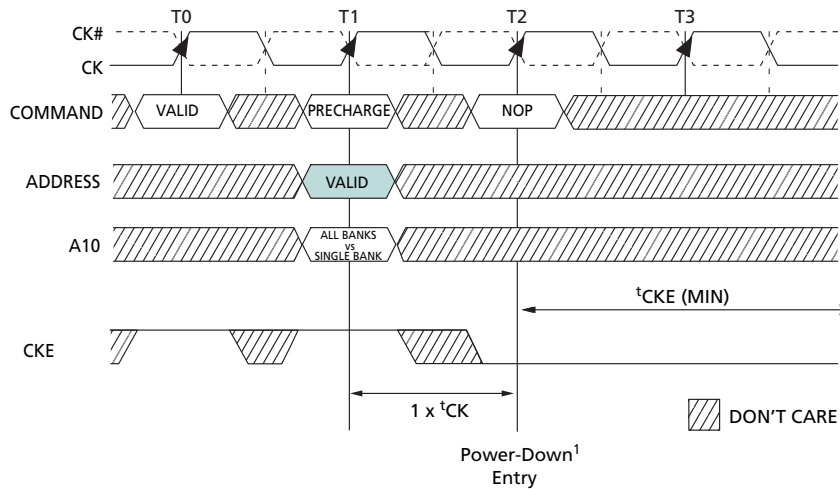 T0 T1 T2 T3
CK#
CK
COMMAND VALID PRECHARGE NOP
ADDRESS VALID
A10 ALL BANKS
vs
SINGLE BANK
tCKE (MIN)
CKE
1 x tCK
DON'T CARE
Power-Down1
Entry